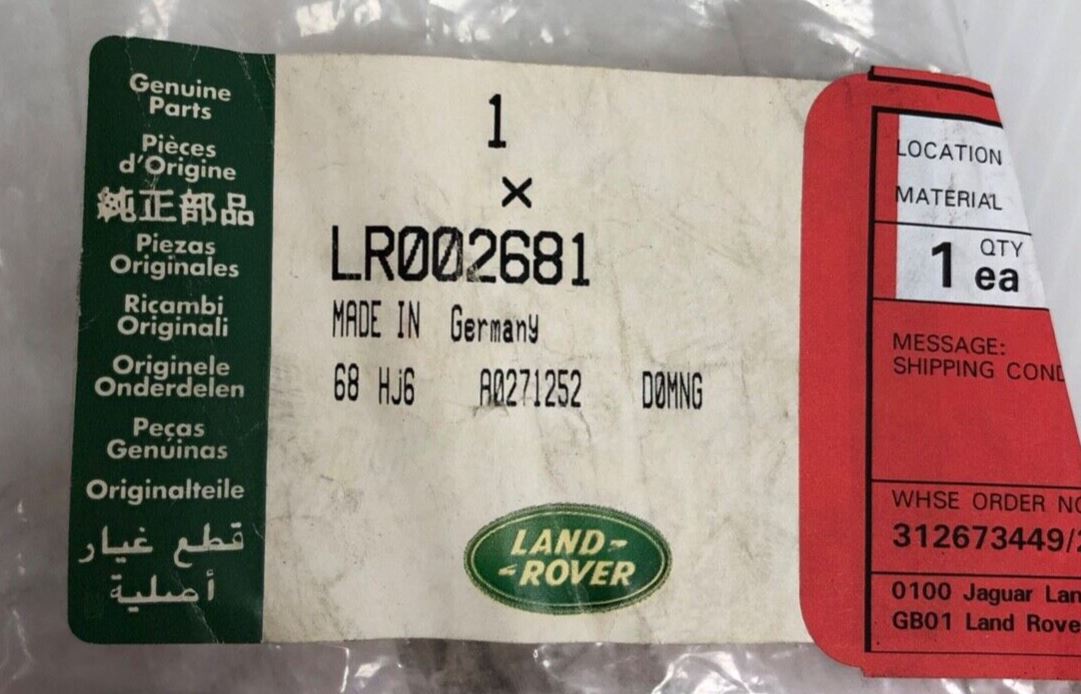 Genuine
Parts
Pièces
d'Origine
純正部品
Piezas
Originales
Ricambi
Originali
Originele
Onderdelen
Peças
Genuinas
Originalteile
قطع غيار
أصلية
1
×
LR002681
MADE IN Germany
68 Hj6 A0271252 DØMNG
LAND-
-ROVER
LOCATION
MATERIAL
QTY
1 ea
MESSAGE:
SHIPPING COND
WHSE ORDER NO
312673449/2
0100 Jaguar Lan
GB01 Land Rove